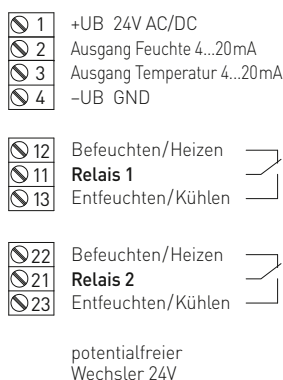 1 +UB 24V AC/DC
2 Ausgang Feuchte 4...20mA
3 Ausgang Temperatur 4...20mA
4 –UB GND
12 Befeuchten/Heizen
11 Relais 1
13 Entfeuchten/Kühlen
22 Befeuchten/Heizen
21 Relais 2
23 Entfeuchten/Kühlen
potentialfreier
Wechsler 24V